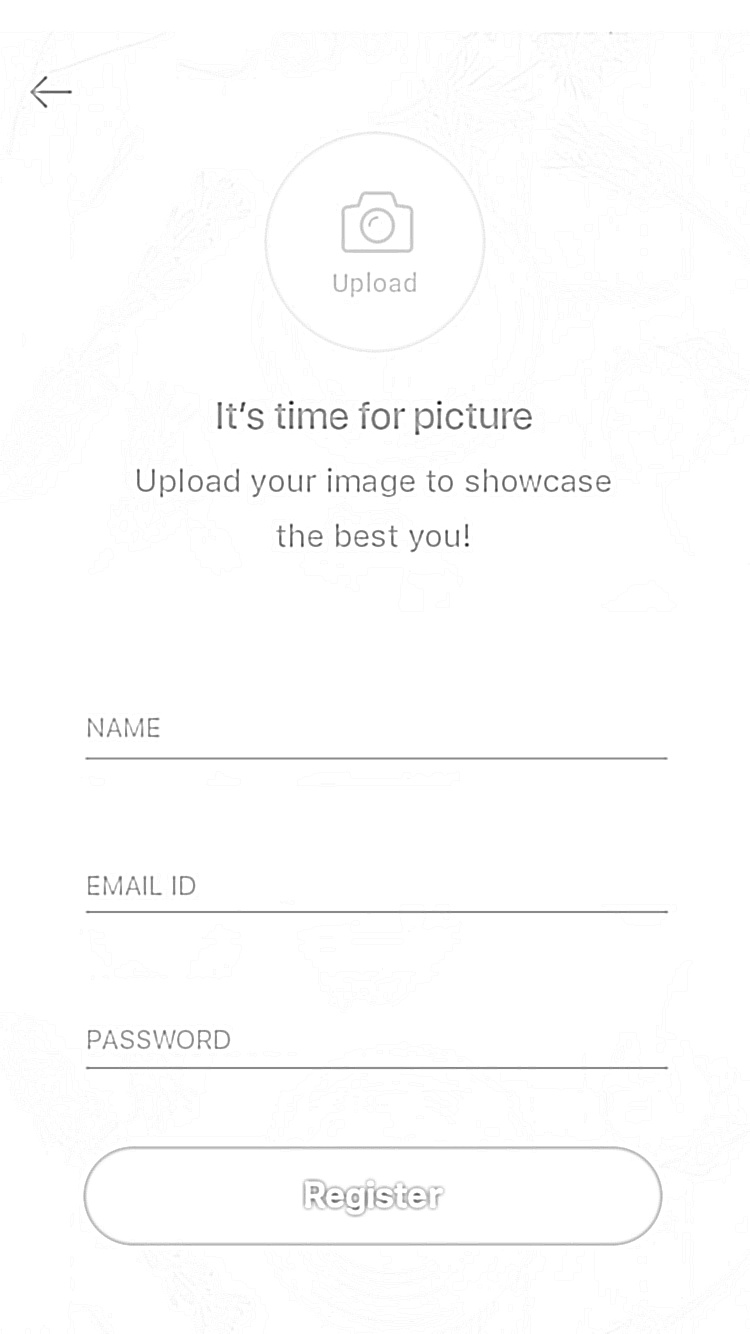 Upload
It's time for picture
Upload your image to showcase
the best you!
NAME
EMAIL ID
PASSWORD
Register